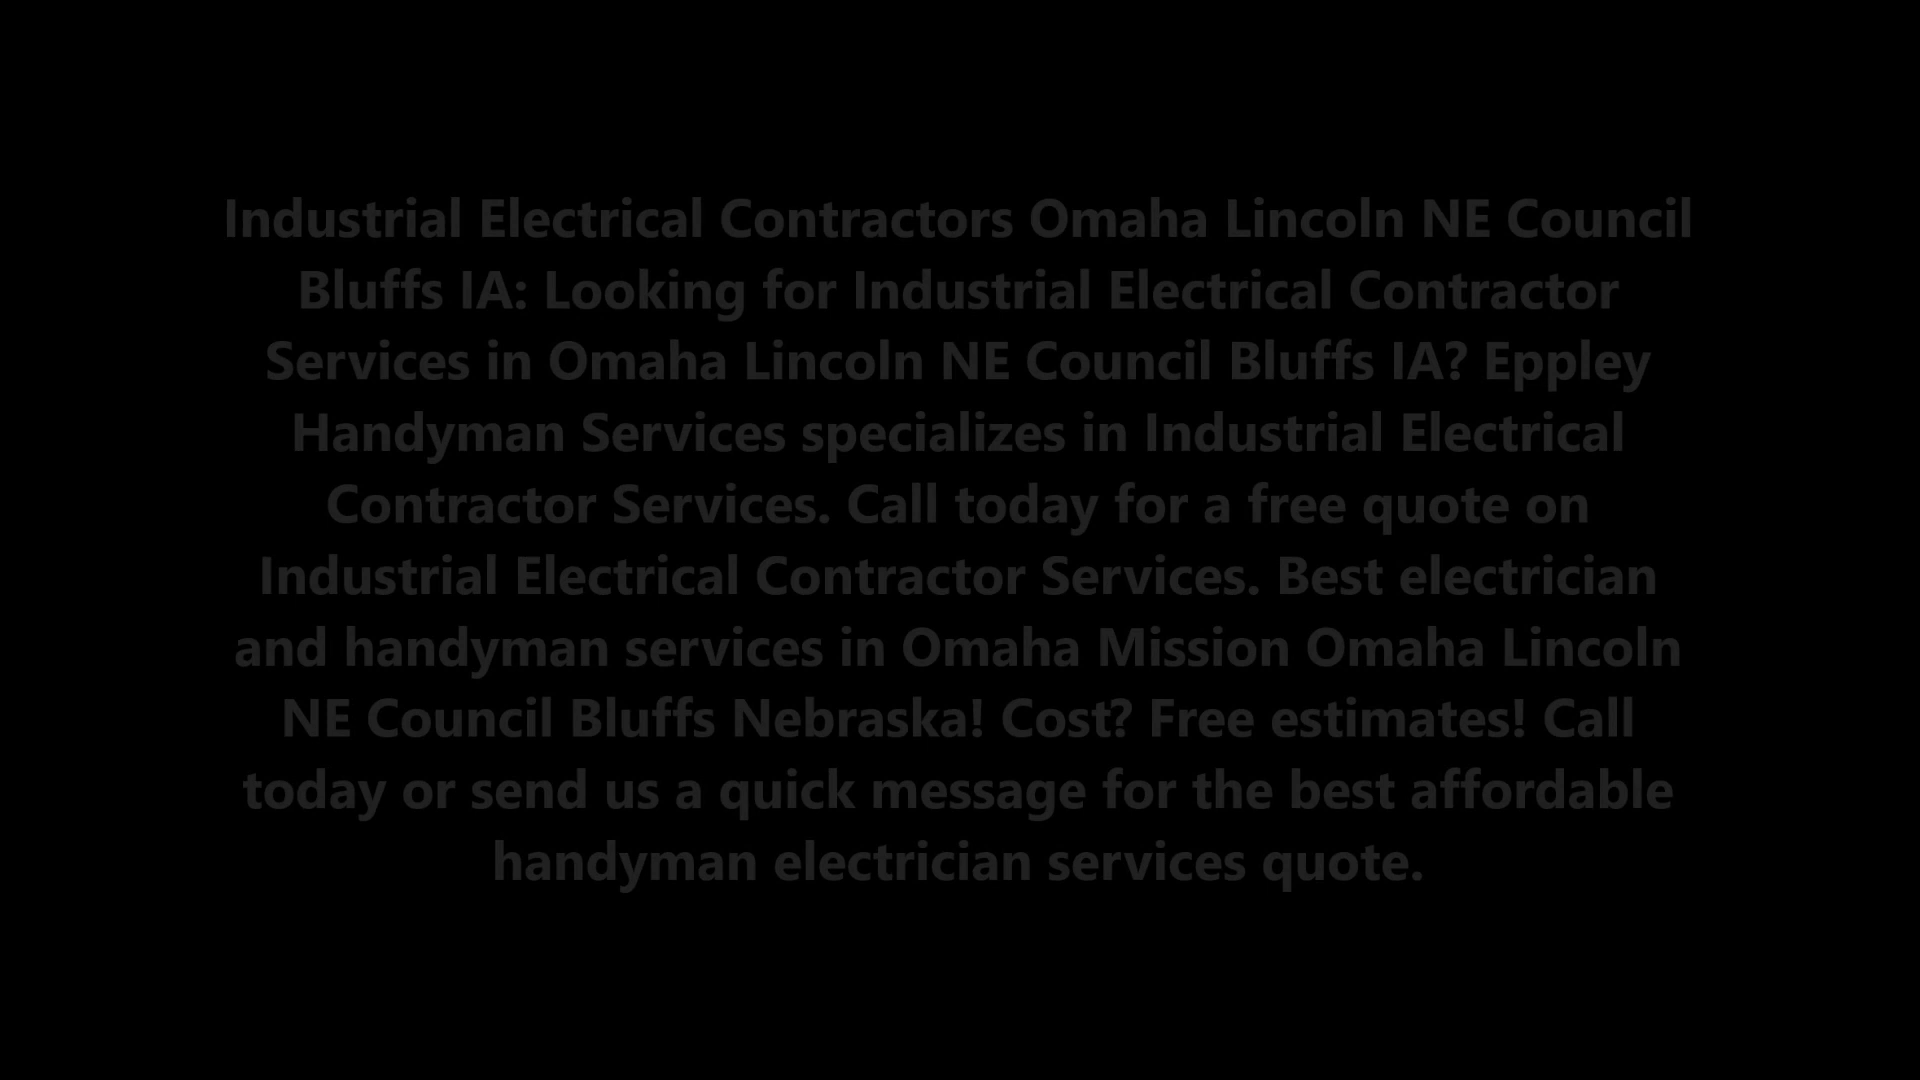 Industrial Electrical Contractors Omaha Lincoln NE Council
Bluffs IA: Looking for Industrial Electrical Contractor
Services in Omaha Lincoln NE Council Bluffs IA? Eppley
Handyman Services specializes in Industrial Electrical
Contractor Services. Call today for a free quote on
Industrial Electrical Contractor Services. Best electrician
and handyman services in Omaha Mission Omaha Lincoln
NE Council Bluffs Nebraska! Cost? Free estimates! Call
today or send us a quick message for the best affordable
handyman electrician services quote.